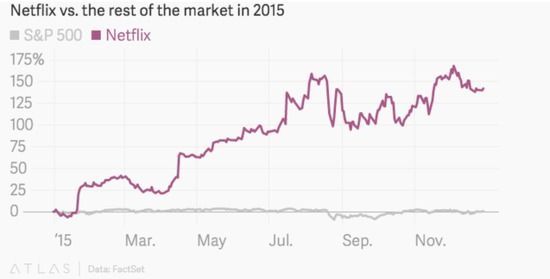 Netflix vs. the rest of the market in 2015
S&P 500 Netflix
175%
150
125
100
75
50
25
0
'15 Mar. May Jul. Sep. Nov.
ATLAS | Data: FactSet